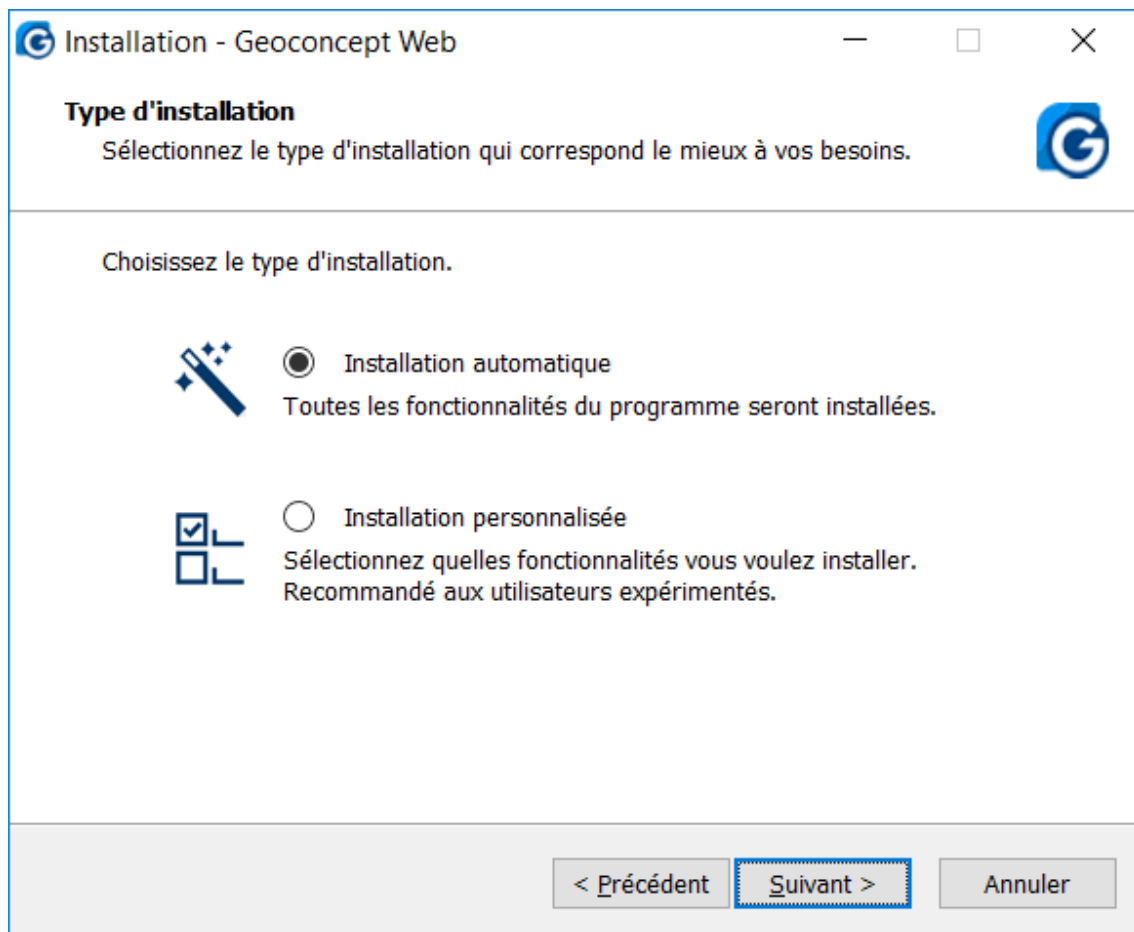 Installation - Geoconcept Web
Type d'installation
Sélectionnez le type d'installation qui correspond le mieux à vos besoins.
Choisissez le type d'installation.
Installation automatique
Toutes les fonctionnalités du programme seront installées.
Installation personnalisée
Sélectionnez quelles fonctionnalités vous voulez installer.
Recommandé aux utilisateurs expérimentés.
< Précédent Suivant > Annuler